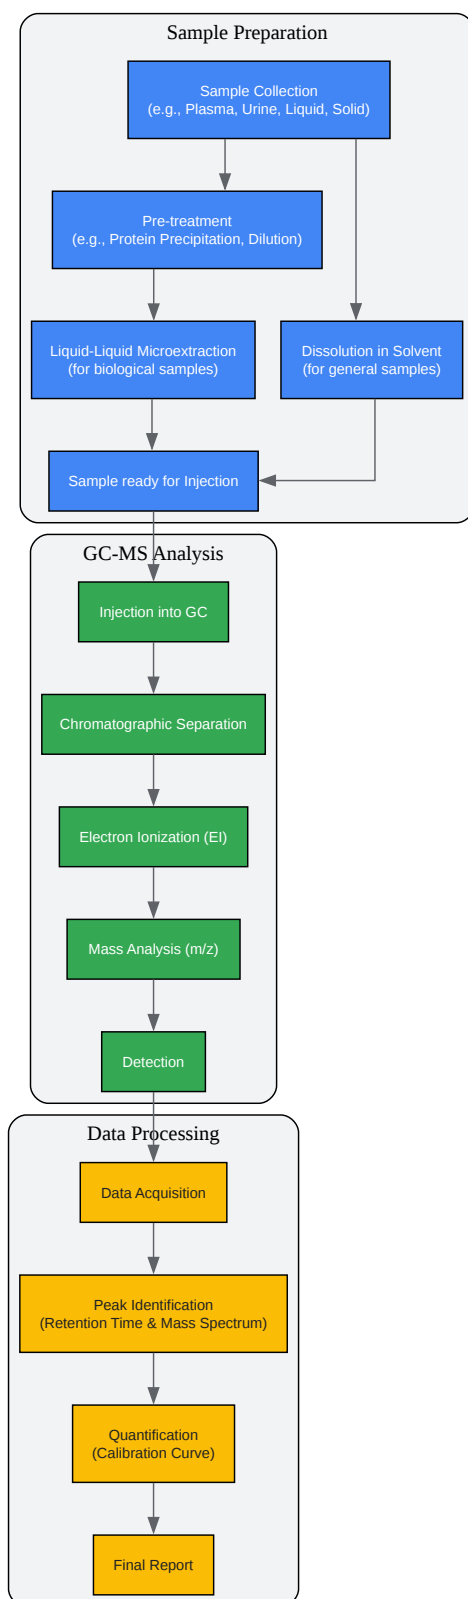 Sample Preparation
Sample Collection
(e.g., Plasma, Urine, Liquid, Solid)
Pre-treatment
(e.g., Protein Precipitation, Dilution)
Liquid-Liquid Microextraction
(for biological samples)
Dissolution in Solvent
(for general samples)
Sample ready for Injection
GC-MS Analysis
Injection into GC
Chromatographic Separation
Electron Ionization (EI)
Mass Analysis (m/z)
Detection
Data Processing
Data Acquisition
Peak Identification
(Retention Time & Mass Spectrum)
Quantification
(Calibration Curve)
Final Report